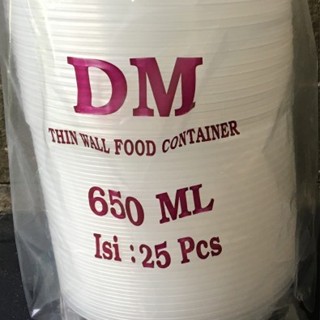 DM
THIN WALL FOOD CONTAINER
650 ML
Isi : 25 Pcs